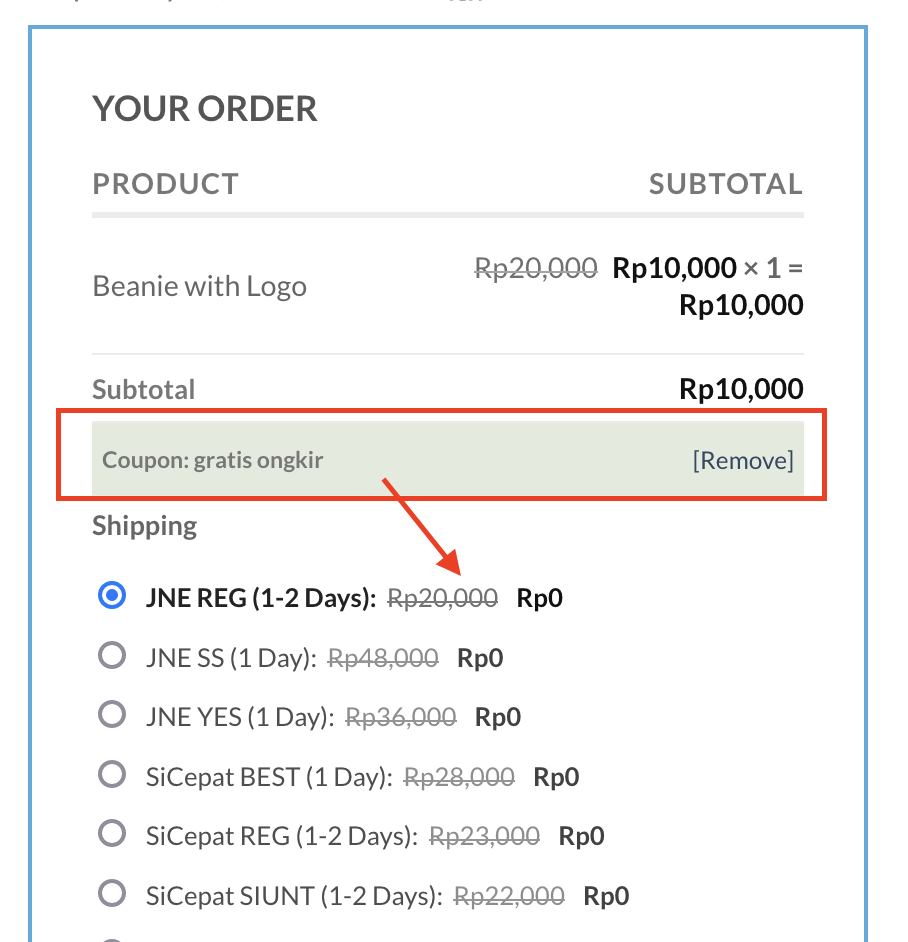 YOUR ORDER
PRODUCT SUBTOTAL
Beanie with Logo Rp20,000 Rp10,000 × 1 =
Rp10,000
Subtotal Rp10,000
Coupon: gratis ongkir [Remove]
Shipping
JNE REG (1-2 Days): Rp20,000 Rp0
JNE SS (1 Day): Rp48,000 Rp0
JNE YES (1 Day): Rp36,000 Rp0
SiCepat BEST (1 Day): Rp28,000 Rp0
SiCepat REG (1-2 Days): Rp23,000 Rp0
SiCepat SIUNT (1-2 Days): Rp22,000 Rp0